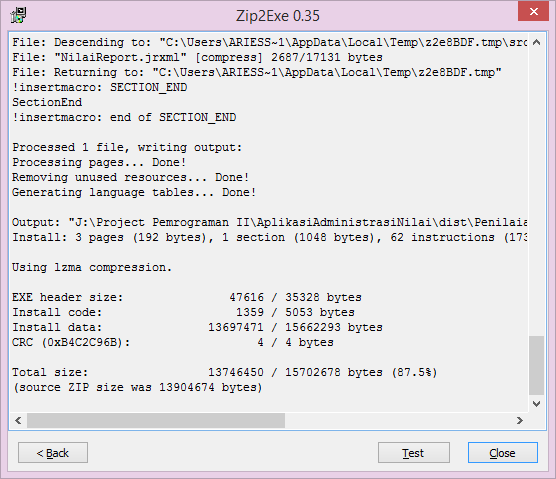 Zip2Exe 0.35
File: Descending to: "C:\Users\ARIESS~1\AppData\Local\Temp\z2e8BDF.tmp\src
File: "NilaiReport.jrxml" [compress] 2687/17131 bytes
File: Returning to: "C:\Users\ARIESS~1\AppData\Local\Temp\z2e8BDF.tmp"
!insertmacro: SECTION_END
SectionEnd
!insertmacro: end of SECTION_END
Processed 1 file, writing output:
Processing pages... Done!
Removing unused resources... Done!
Generating language tables... Done!
Output: "J:\Project Pemrograman II\AplikasiAdministrasiNilai\dist\Penilaia
Install: 3 pages (192 bytes), 1 section (1048 bytes), 62 instructions (173
Using lzma compression.
EXE header size: 47616 / 35328 bytes
Install code: 1359 / 5053 bytes
Install data: 13697471 / 15662293 bytes
CRC (0xB4C2C96B): 4 / 4 bytes
Total size: 13746450 / 15702678 bytes (87.5%)
(source ZIP size was 13904674 bytes)
< Back
Test
Close